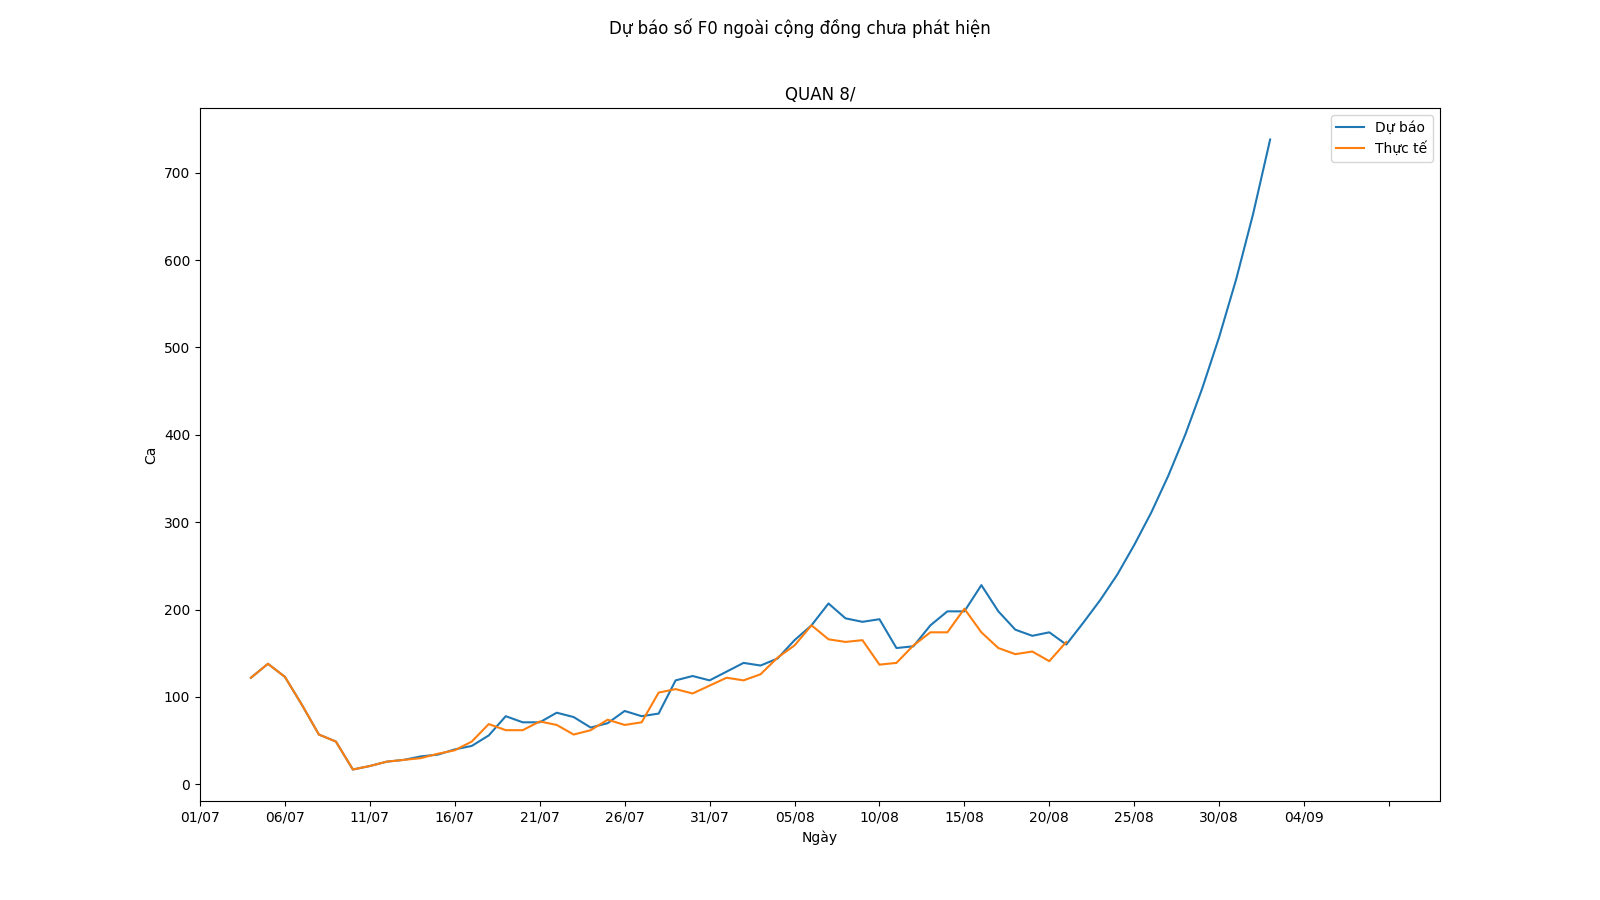 Dự báo số F0 ngoài cộng đồng chưa phát hiện
QUAN 8/
Dự báo
Thực tế
700
600
500
400
300
200
100
0
Ca
01/07 06/07 11/07 16/07 21/07 26/07 31/07 05/08 10/08 15/08 20/08 25/08 30/08 04/09
Ngày